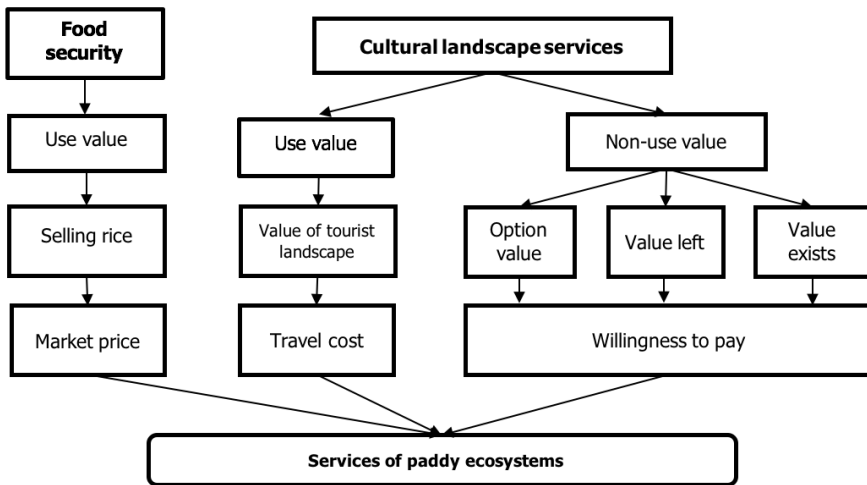 Food
security
Cultural landscape services
Use value
Use value
Non-use value
Selling rice
Value of tourist
landscape
Option
value
Value left
Value
exists
Market price
Travel cost
Willingness to pay
Services of paddy ecosystems